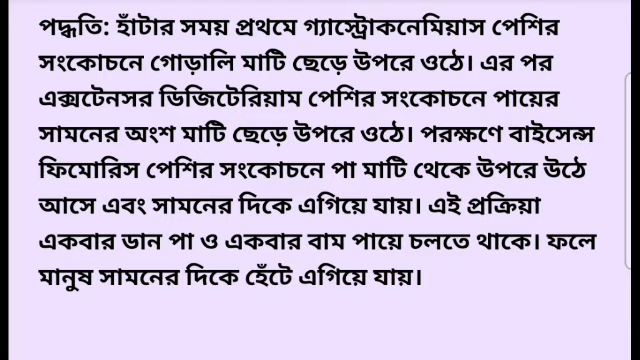 পদ্ধতি: হাঁটার সময় প্রথমে গ্যাস্ট্রোকনেমিয়াস পেশির
সংকোচনে গোড়ালি মাটি ছেড়ে উপরে ওঠে। এর পর
এক্সটেনসর ডিজিটেরিয়াম পেশির সংকোচনে পায়ের
সামনের অংশ মাটি ছেড়ে উপরে ওঠে। পরক্ষণে বাইসেন্স
ফিমোরিস পেশির সংকোচনে পা মাটি থেকে উপরে উঠে
আসে এবং সামনের দিকে এগিয়ে যায়। এই প্রক্রিয়া
একবার ডান পা ও একবার বাম পায়ে চলতে থাকে। ফলে
মানুষ সামনের দিকে হেঁটে এগিয়ে যায়।